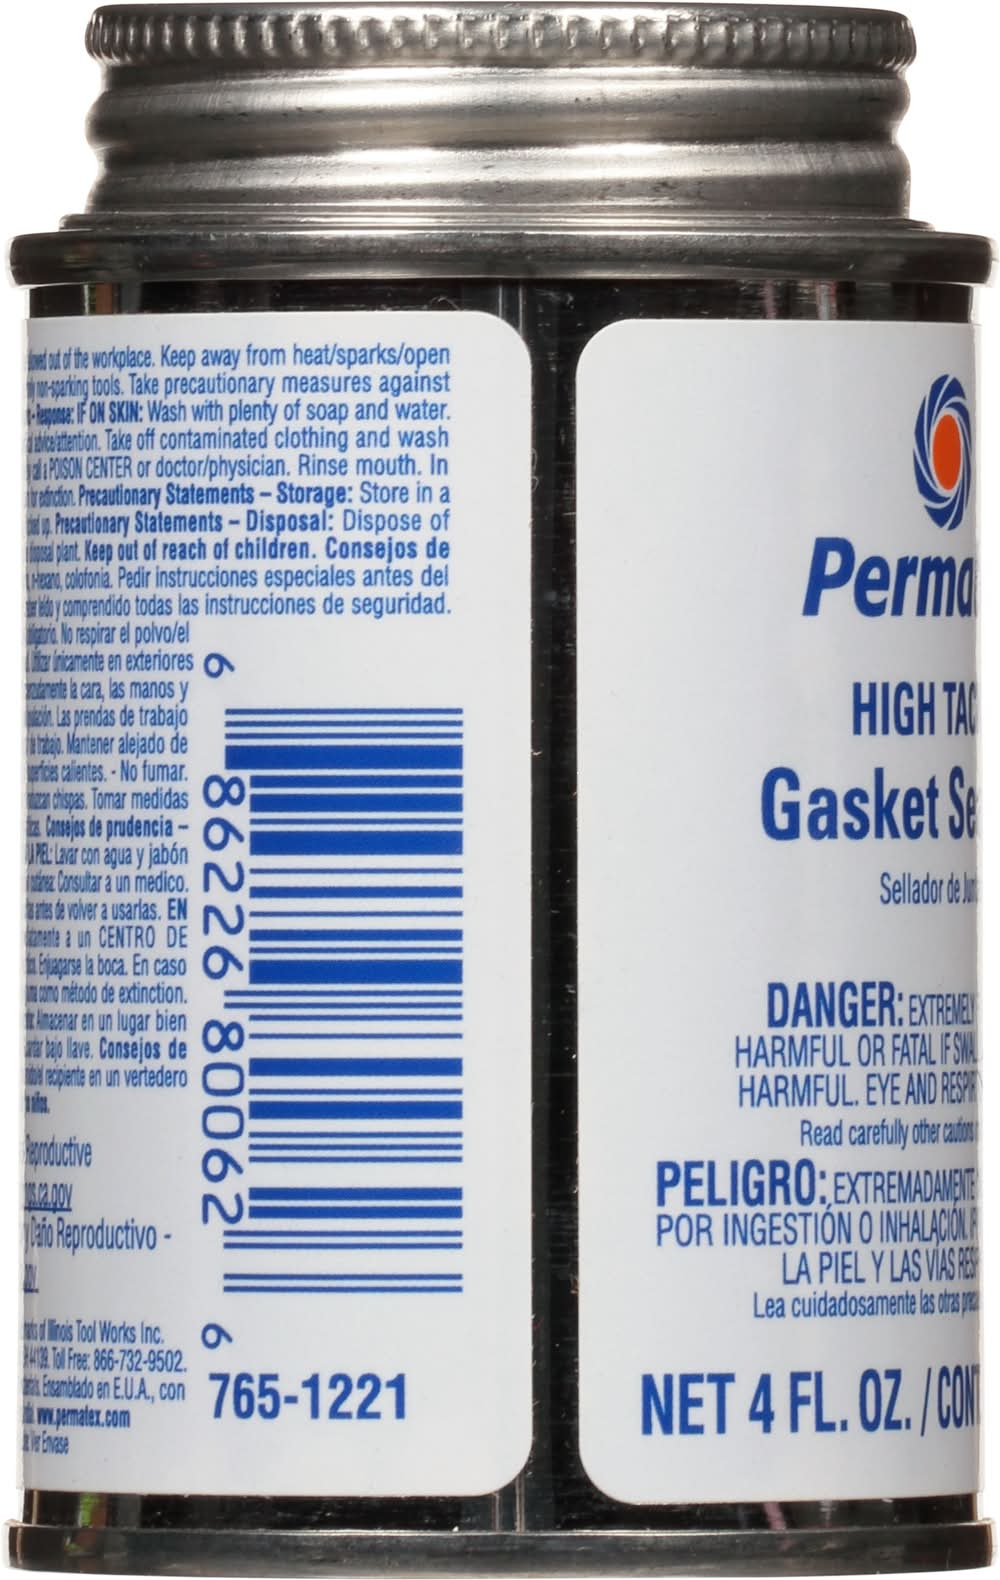 out of the workplace. Keep away from heat/sparks/open
non-sparking tools. Take precautionary measures against
- Response: IF ON SKIN: Wash with plenty of soap and water.
advice/attention. Take off contaminated clothing and wash
call a POISON CENTER or doctor/physician. Rinse mouth. In
for extinction. Precautionary Statements – Storage: Store in a
up. Precautionary Statements – Disposal: Dispose of
disposal plant. Keep out of reach of children. Consejos de
n-hexano, colofonia. Pedir instrucciones especiales antes del
leído y comprendido todas las instrucciones de seguridad.
No respirar el polvo/el
Utilizar únicamente en exteriores
la cara, las manos y
Las prendas de trabajo
de trabajo. Mantener alejado de
calientes. - No fumar.
chispas. Tomar medidas
Consejos de prudencia –
LA PIEL: Lavar con agua y jabón
Consultar a un medico.
antes de volver a usarlas. EN
a un CENTRO DE
Enjuagarse la boca. En caso
como método de extinction.
Almacenar en un lugar bien
bajo llave. Consejos de
recipiente en un vertedero
niños.
Reproductive
.ca.gov
y Daño Reproductivo -
of Illinois Tool Works Inc.
44139. Toll Free: 866-732-9502.
Ensamblado en E.U.A., con
www.permatex.com
Ver Envase
6 86226 80062 6
765-1221
Perma
HIGH TAC
Gasket Se
Sellador de
DANGER: EXTREMELY
HARMFUL OR FATAL IF SWAL
HARMFUL. EYE AND RESPIR
Read carefully other cautions
PELIGRO: EXTREMADAMENTE
POR INGESTIÓN O INHALACIÓN.
LA PIEL Y LAS VÍAS RESP
Lea cuidadosamente las otras
NET 4 FL. OZ. / CONT